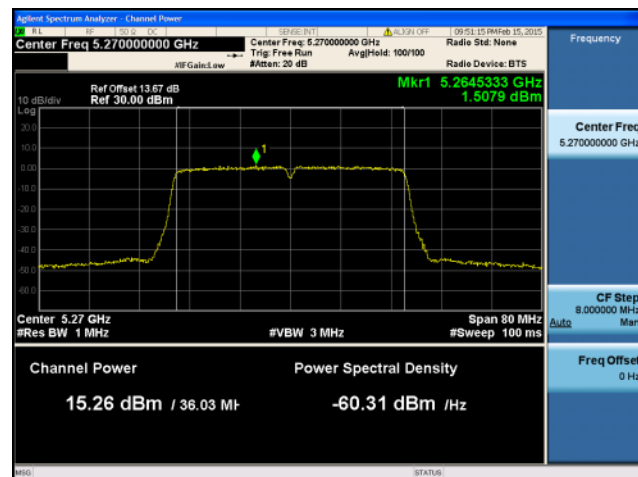 Agilent Spectrum Analyzer - Channel Power
RL RF 50 Ω DC SENSE:INT ALIGN OFF 09:51:15 PM Feb 15, 2015
Center Freq 5.270000000 GHz
Center Freq: 5.270000000 GHz
Radio Std: None
Trig: Free Run Avg|Hold: 100/100
#IFGain:Low #Atten: 20 dB Radio Device: BTS
Mkr1 5.2645333 GHz
1.5079 dBm
Ref Offset 13.67 dB
10 dB/div Ref 30.00 dBm
Log
20.0
10.0
0.00
-10.0
-20.0
-30.0
-40.0
-50.0
-60.0
1
Center 5.27 GHz Span 80 MHz
#Res BW 1 MHz #VBW 3 MHz #Sweep 100 ms
Channel Power Power Spectral Density
15.26 dBm / 36.03 MH -60.31 dBm /Hz
MSG STATUS
Frequency
Center Freq
5.270000000 GHz
CF Step
8.000000 MHz
Auto Man
Freq Offset
0 Hz